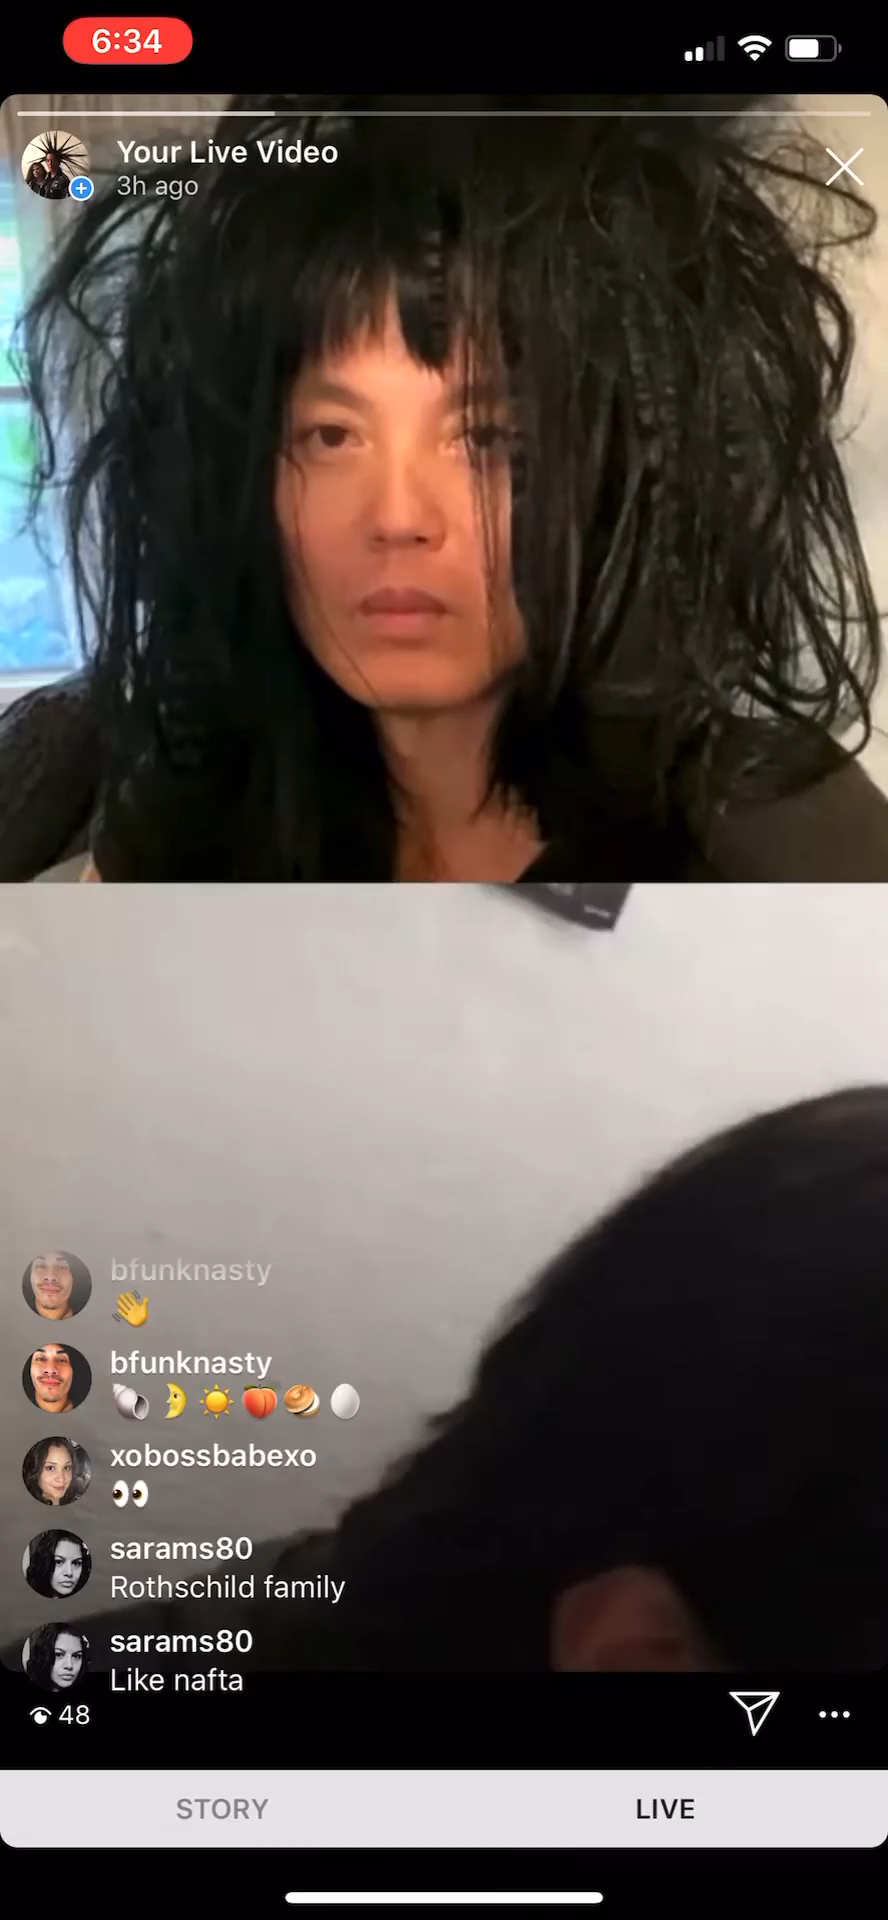 6:34
Your Live Video
3h ago
bfunknasty
👋
bfunknasty
🐚🌛☀️🍑🥯🥚
xobossbabexo
👀
sarams80
Rothschild family
sarams80
Like nafta
48
STORY
LIVE